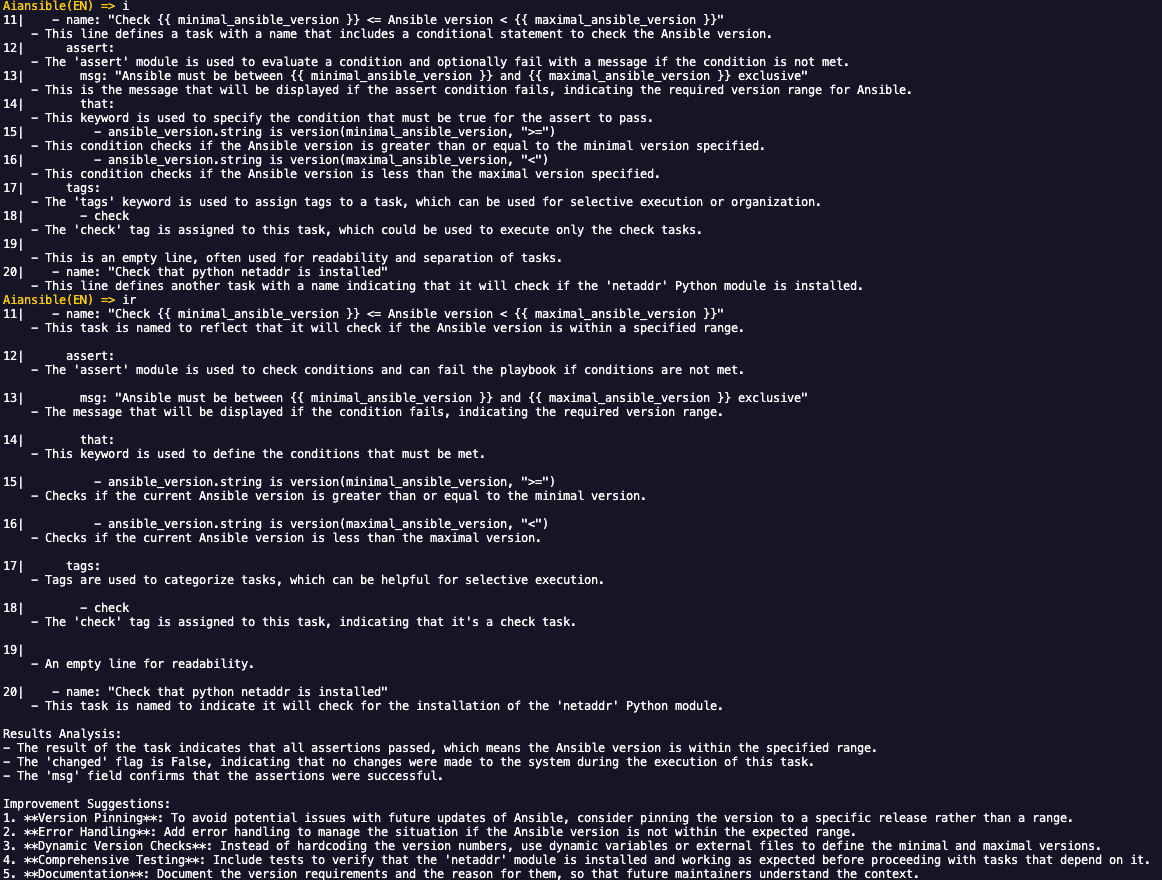 Aiansible(EN) => i
11|    - name: "Check {{ minimal_ansible_version }} <= Ansible version < {{ maximal_ansible_version }}"
    - This line defines a task with a name that includes a conditional statement to check the Ansible version.
12|      assert:
    - The 'assert' module is used to evaluate a condition and optionally fail with a message if the condition is not met.
13|        msg: "Ansible must be between {{ minimal_ansible_version }} and {{ maximal_ansible_version }} exclusive"
    - This is the message that will be displayed if the assert condition fails, indicating the required version range for Ansible.
14|        that:
    - This keyword is used to specify the condition that must be true for the assert to pass.
15|          - ansible_version.string is version(minimal_ansible_version, ">=")
    - This condition checks if the Ansible version is greater than or equal to the minimal version specified.
16|          - ansible_version.string is version(maximal_ansible_version, "<")
    - This condition checks if the Ansible version is less than the maximal version specified.
17|      tags:
    - The 'tags' keyword is used to assign tags to a task, which can be used for selective execution or organization.
18|        - check
    - The 'check' tag is assigned to this task, which could be used to execute only the check tasks.
19|
    - This is an empty line, often used for readability and separation of tasks.
20|    - name: "Check that python netaddr is installed"
    - This line defines another task with a name indicating that it will check if the 'netaddr' Python module is installed.
Aiansible(EN) => ir
11|    - name: "Check {{ minimal_ansible_version }} <= Ansible version < {{ maximal_ansible_version }}"
    - This task is named to reflect that it will check if the Ansible version is within a specified range.
12|      assert:
    - The 'assert' module is used to check conditions and can fail the playbook if conditions are not met.
13|        msg: "Ansible must be between {{ minimal_ansible_version }} and {{ maximal_ansible_version }} exclusive"
    - The message that will be displayed if the condition fails, indicating the required version range.
14|        that:
    - This keyword is used to define the conditions that must be met.
15|          - ansible_version.string is version(minimal_ansible_version, ">=")
    - Checks if the current Ansible version is greater than or equal to the minimal version.
16|          - ansible_version.string is version(maximal_ansible_version, "<")
    - Checks if the current Ansible version is less than the maximal version.
17|      tags:
    - Tags are used to categorize tasks, which can be helpful for selective execution.
18|        - check
    - The 'check' tag is assigned to this task, indicating that it's a check task.
19|
    - An empty line for readability.
20|    - name: "Check that python netaddr is installed"
    - This task is named to indicate it will check for the installation of the 'netaddr' Python module.
Results Analysis:
- The result of the task indicates that all assertions passed, which means the Ansible version is within the specified range.
- The 'changed' flag is False, indicating that no changes were made to the system during the execution of this task.
- The 'msg' field confirms that the assertions were successful.
Improvement Suggestions:
1. **Version Pinning**: To avoid potential issues with future updates of Ansible, consider pinning the version to a specific release rather than a range.
2. **Error Handling**: Add error handling to manage the situation if the Ansible version is not within the expected range.
3. **Dynamic Version Checks**: Instead of hardcoding the version numbers, use dynamic variables or external files to define the minimal and maximal versions.
4. **Comprehensive Testing**: Include tests to verify that the 'netaddr' module is installed and working as expected before proceeding with tasks that depend on it.
5. **Documentation**: Document the version requirements and the reason for them, so that future maintainers understand the context.